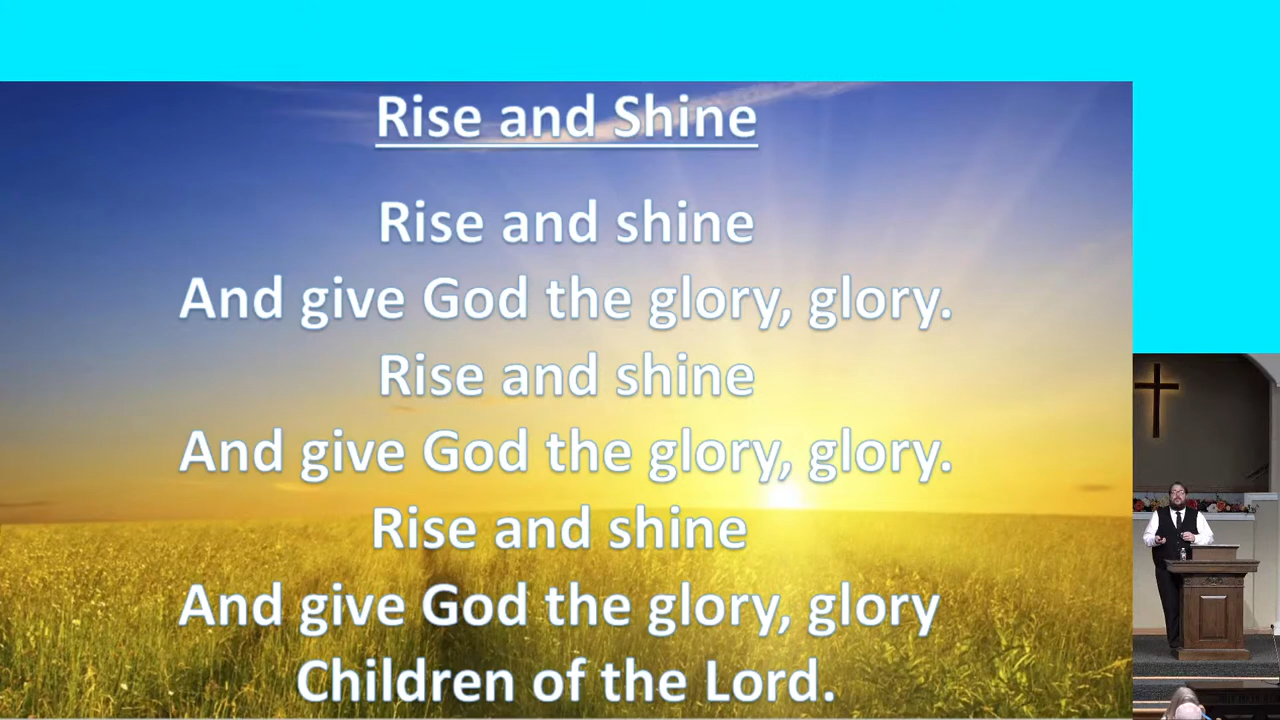 Rise and Shine
Rise and shine
And give God the glory, glory.
Rise and shine
And give God the glory, glory.
Rise and shine
And give God the glory, glory
Children of the Lord.